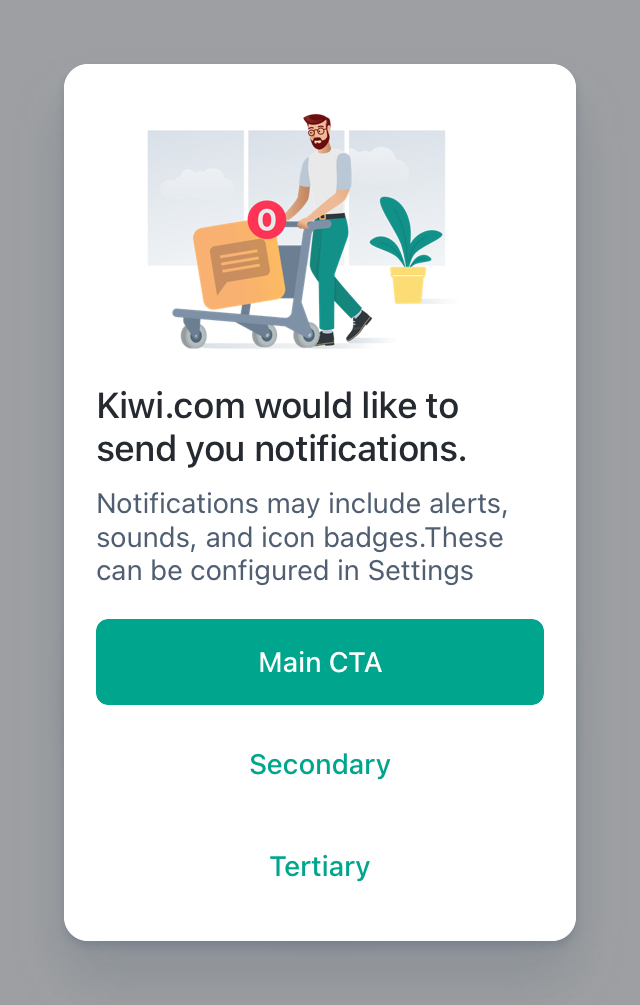 0
Kiwi.com would like to
send you notifications.
Notifications may include alerts,
sounds, and icon badges.These
can be configured in Settings
Main CTA
Secondary
Tertiary